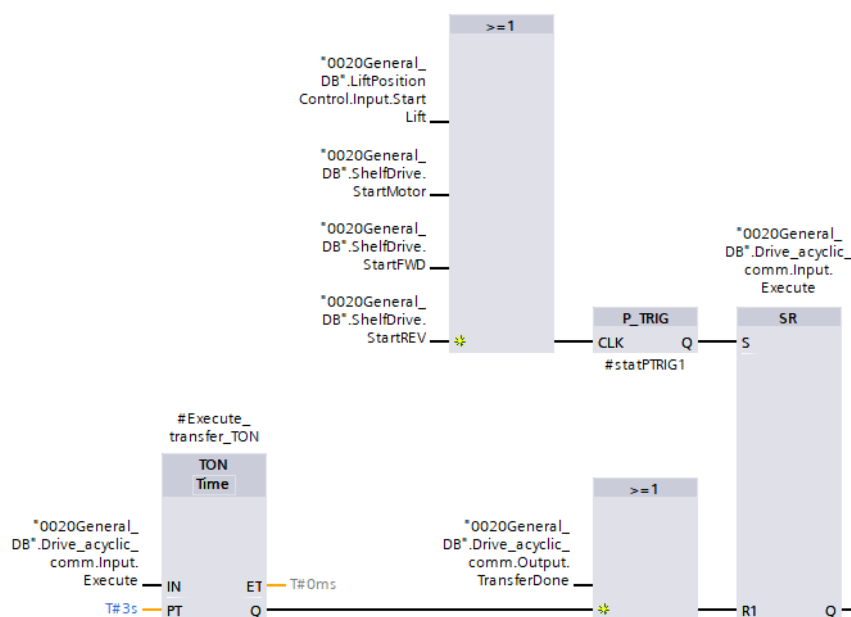 >=1
"0020General_
DB".LiftPosition
Control.Input.Start
Lift
"0020General_
DB".ShelfDrive.
StartMotor
"0020General_
DB".ShelfDrive.
StartFWD
"0020General_
DB".ShelfDrive.
StartREV
P_TRIG
CLK Q
#statPTRIG1
"0020General_
DB".Drive_acyclic_
comm.Input.
Execute
SR
S
#Execute_
transfer_TON
TON
Time
"0020General_
DB".Drive_acyclic_
comm.Input.
Execute
IN ET T#0ms
T#3s PT Q
>=1
"0020General_
DB".Drive_acyclic_
comm.Output.
TransferDone
R1 Q